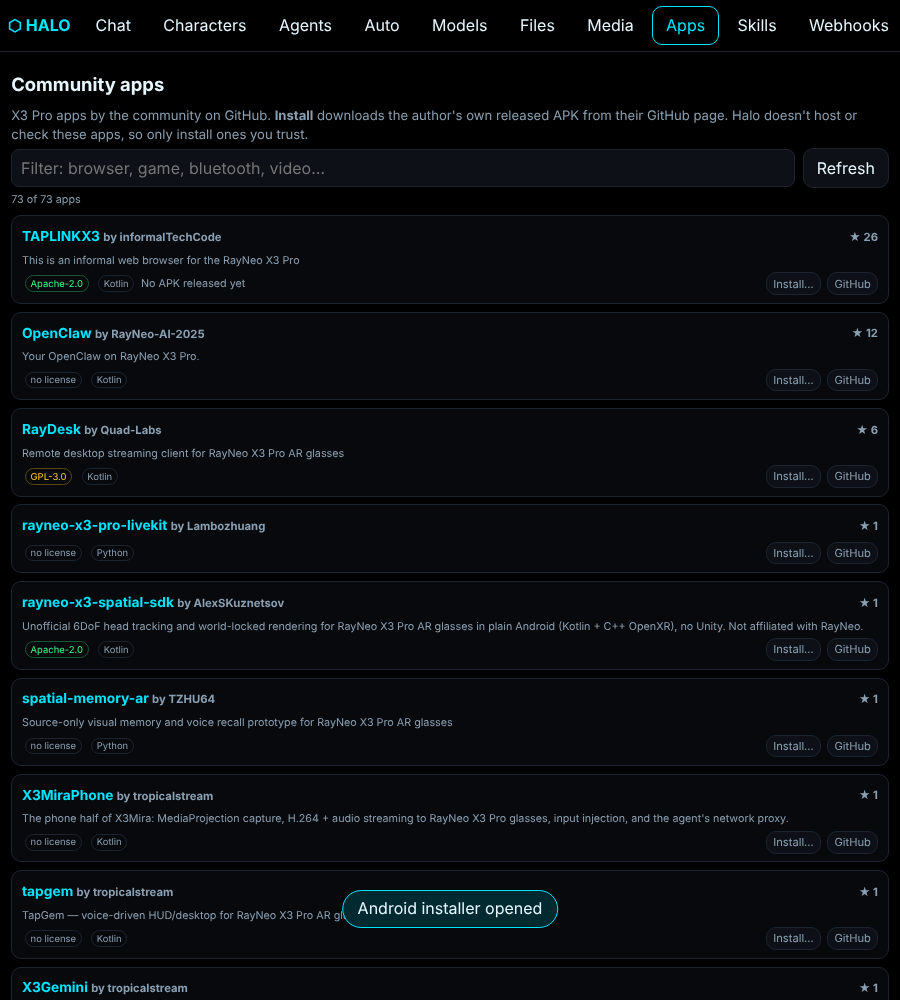 HALO Chat Characters Agents Auto Models Files Media Apps Skills Webhooks
Community apps
X3 Pro apps by the community on GitHub. Install downloads the author's own released APK from their GitHub page. Halo doesn't host or
check these apps, so only install ones you trust.
Filter: browser, game, bluetooth, video... Refresh
73 of 73 apps
TAPLINKX3 by informalTechCode ★ 26
This is an informal web browser for the RayNeo X3 Pro
Apache-2.0 Kotlin No APK released yet Install... GitHub
OpenClaw by RayNeo-AI-2025 ★ 12
Your OpenClaw on RayNeo X3 Pro.
no license Kotlin Install... GitHub
RayDesk by Quad-Labs ★ 6
Remote desktop streaming client for RayNeo X3 Pro AR glasses
GPL-3.0 Kotlin Install... GitHub
rayneo-x3-pro-livekit by Lambozhuang ★ 1
no license Python Install... GitHub
rayneo-x3-spatial-sdk by AlexSKuznetsov ★ 1
Unofficial 6DoF head tracking and world-locked rendering for RayNeo X3 Pro AR glasses in plain Android (Kotlin + C++ OpenXR), no Unity. Not affiliated with RayNeo.
Apache-2.0 Kotlin Install... GitHub
spatial-memory-ar by TZHU64 ★ 1
Source-only visual memory and voice recall prototype for RayNeo X3 Pro AR glasses
no license Python Install... GitHub
X3MiraPhone by tropicalstream ★ 1
The phone half of X3Mira: MediaProjection capture, H.264 + audio streaming to RayNeo X3 Pro glasses, input injection, and the agent's network proxy.
no license Kotlin Install... GitHub
tapgem by tropicalstream ★ 1
TapGem — voice-driven HUD/desktop for RayNeo X3 Pro AR
Android installer opened
no license Kotlin Install... GitHub
X3Gemini by tropicalstream ★ 1